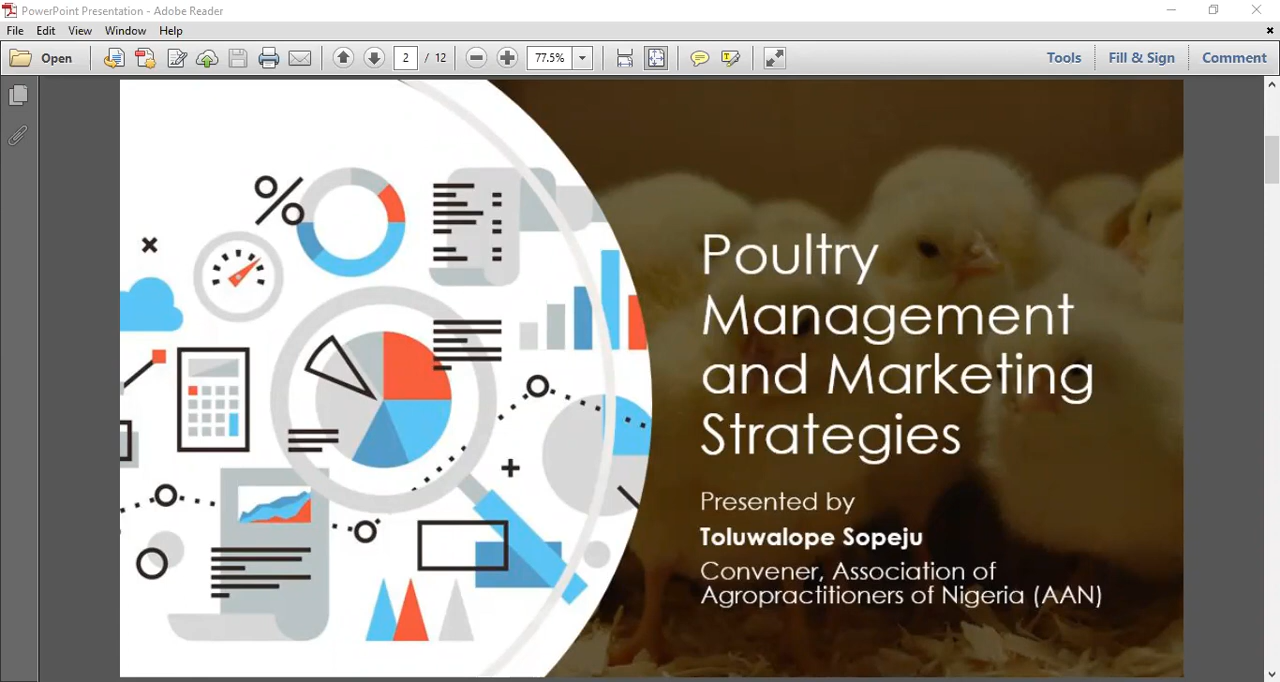 PowerPoint Presentation - Adobe Reader
File Edit View Window Help
Open 2 / 12 77.5% Tools Fill & Sign Comment
%
Poultry
Management
and Marketing
Strategies
Presented by
Toluwalope Sopeju
Convener, Association of
Agropractitioners of Nigeria (AAN)